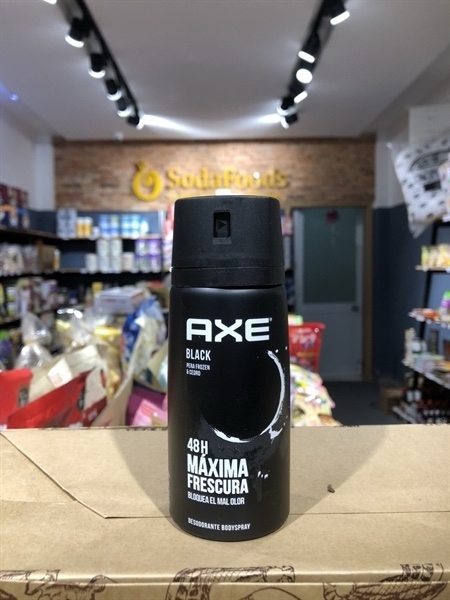 SodaFoods
AXE
BLACK
PERA FROZEN
& CEDRO
48H
MÁXIMA
FRESCURA
BLOQUEA EL MAL OLOR
DESODORANTE BODYSPRAY